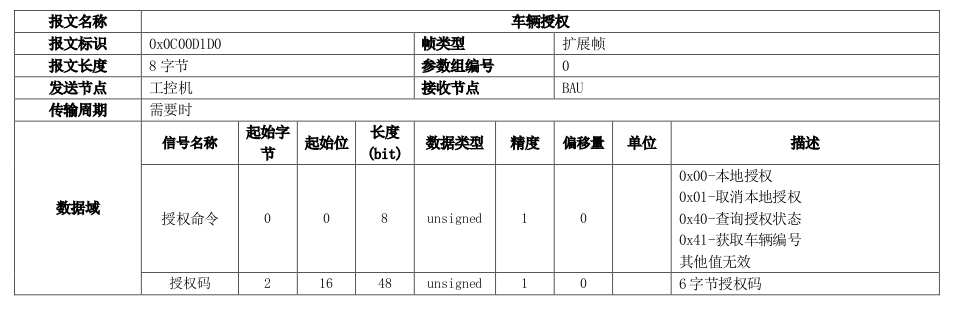 报文名称 车辆授权
报文标识 0x0C00D1D0 帧类型 扩展帧
报文长度 8 字节 参数组编号 0
发送节点 工控机 接收节点 BAU
传输周期 需要时
数据域
信号名称 起始字节 起始位 长度(bit) 数据类型 精度 偏移量 单位 描述
授权命令 0 0 8 unsigned 1 0
0x00-本地授权
0x01-取消本地授权
0x40-查询授权状态
0x41-获取车辆编号
其他值无效
授权码 2 16 48 unsigned 1 0 6 字节授权码